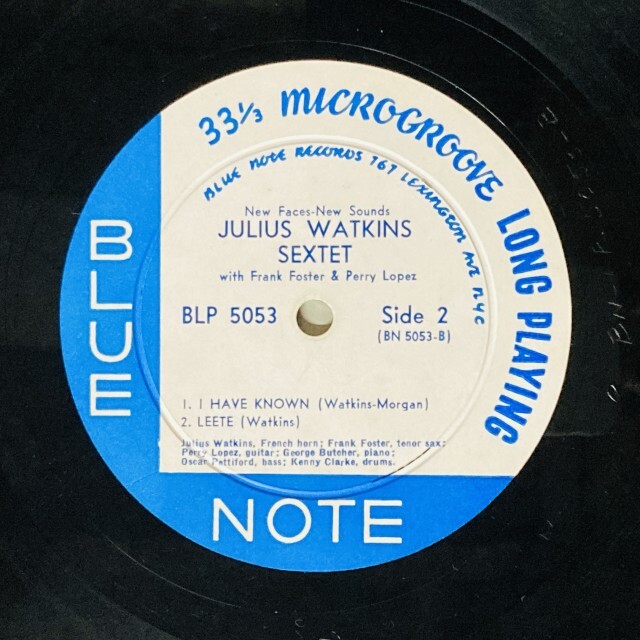 33⅓ MICROGROOVE LONG PLAYING
BLUE NOTE RECORDS 767 LEXINGTON AVE NYC
New Faces-New Sounds
JULIUS WATKINS
SEXTET
with Frank Foster & Perry Lopez
BLP 5053
Side 2
(BN 5053-B)
1. I HAVE KNOWN (Watkins-Morgan)
2. LEETE (Watkins)
Julius Watkins, French horn; Frank Foster, tenor sax;
Perry Lopez, guitar; George Butcher, piano;
Oscar Pettiford, bass; Kenny Clarke, drums.
BLUE
NOTE